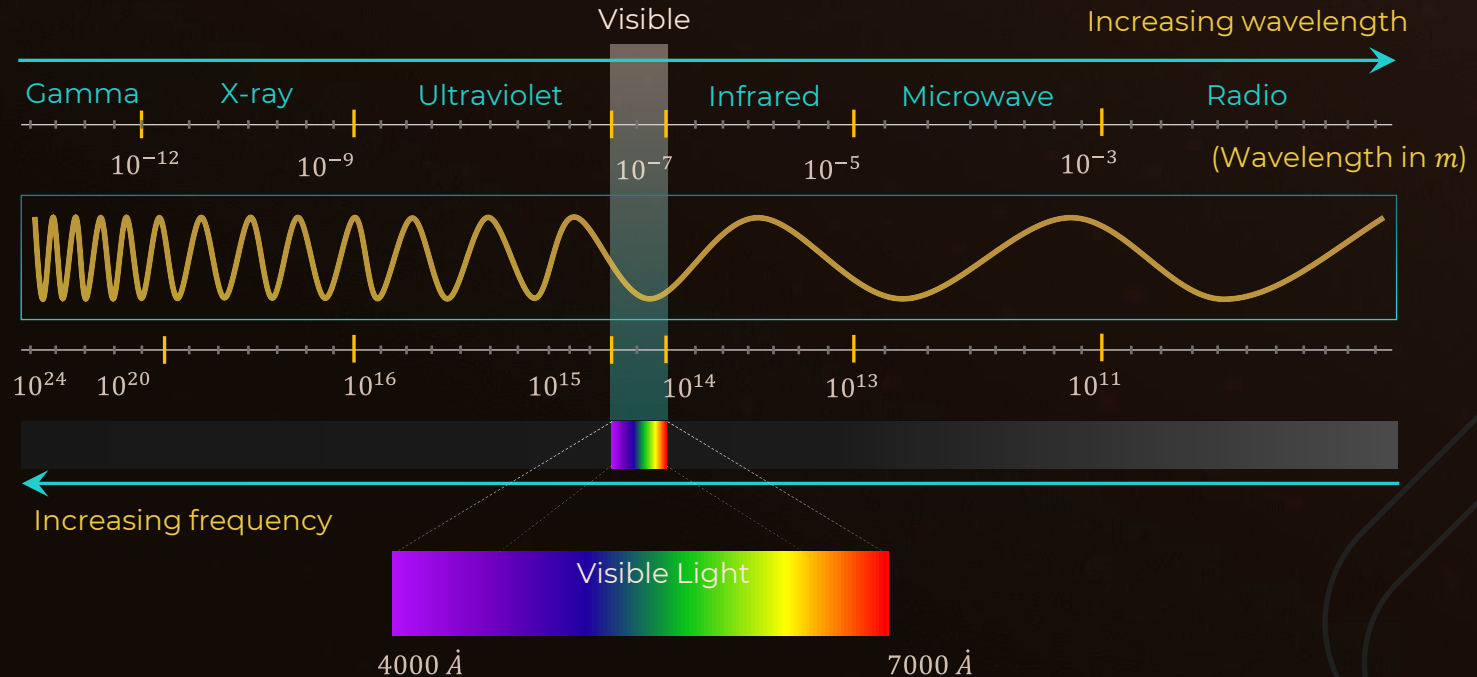 Visible
Increasing wavelength
Gamma X-ray Ultraviolet Infrared Microwave Radio
10⁻¹² 10⁻⁹ 10⁻⁷ 10⁻⁵ 10⁻³ (Wavelength in m)
10²⁴ 10²⁰ 10¹⁶ 10¹⁵ 10¹⁴ 10¹³ 10¹¹
Increasing frequency
Visible Light
4000 Ȧ 7000 Ȧ